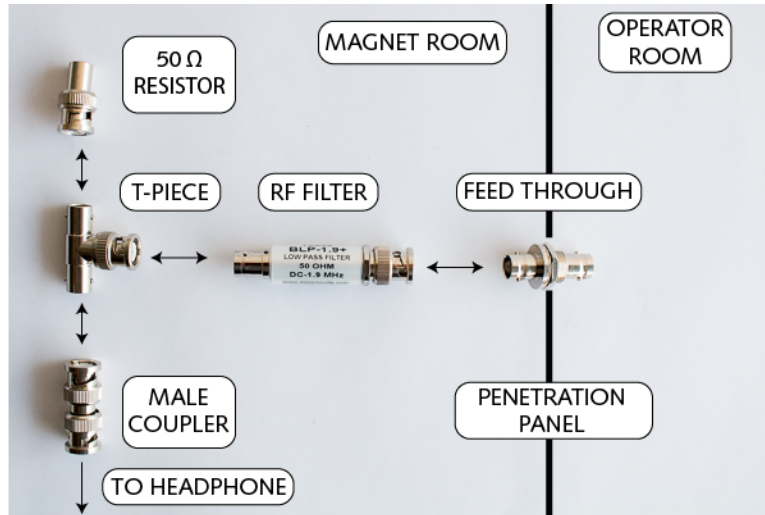 50 Ω
RESISTOR
MAGNET ROOM
OPERATOR
ROOM
T-PIECE
RF FILTER
FEED THROUGH
BLP-1.9+
LOW PASS FILTER
50 OHM
DC-1.9 MHz
MALE
COUPLER
PENETRATION
PANEL
TO HEADPHONE